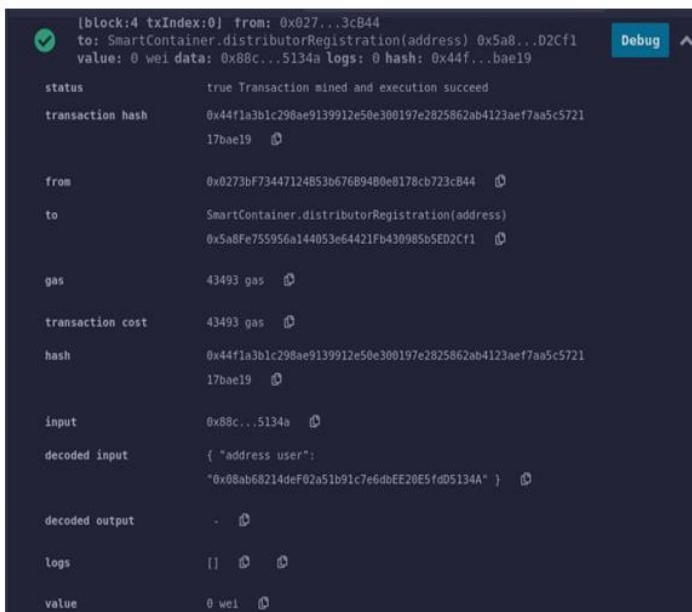 [block:4 txIndex:0] from: 0x027...3cB44
to: SmartContainer.distributorRegistration(address) 0x5a8...D2Cf1
value: 0 wei data: 0x88c...5134a logs: 0 hash: 0x44f...bae19
Debug
status true Transaction mined and execution succeed
transaction hash 0x44f1a3b1c298ae9139912e50e300197e2825862ab4123aef7aa5c5721
17bae19
from 0x0273bF73447124B53b676B94B0e8178cb723cB44
to SmartContainer.distributorRegistration(address)
0x5a8Fe755956a144053e64421Fb430985b5ED2Cf1
gas 43493 gas
transaction cost 43493 gas
hash 0x44f1a3b1c298ae9139912e50e300197e2825862ab4123aef7aa5c5721
17bae19
input 0x88c...5134a
decoded input { "address user":
"0x08ab68214deF02a51b91c7e6dbEE20E5fdD5134A" }
decoded output -
logs []
value 0 wei